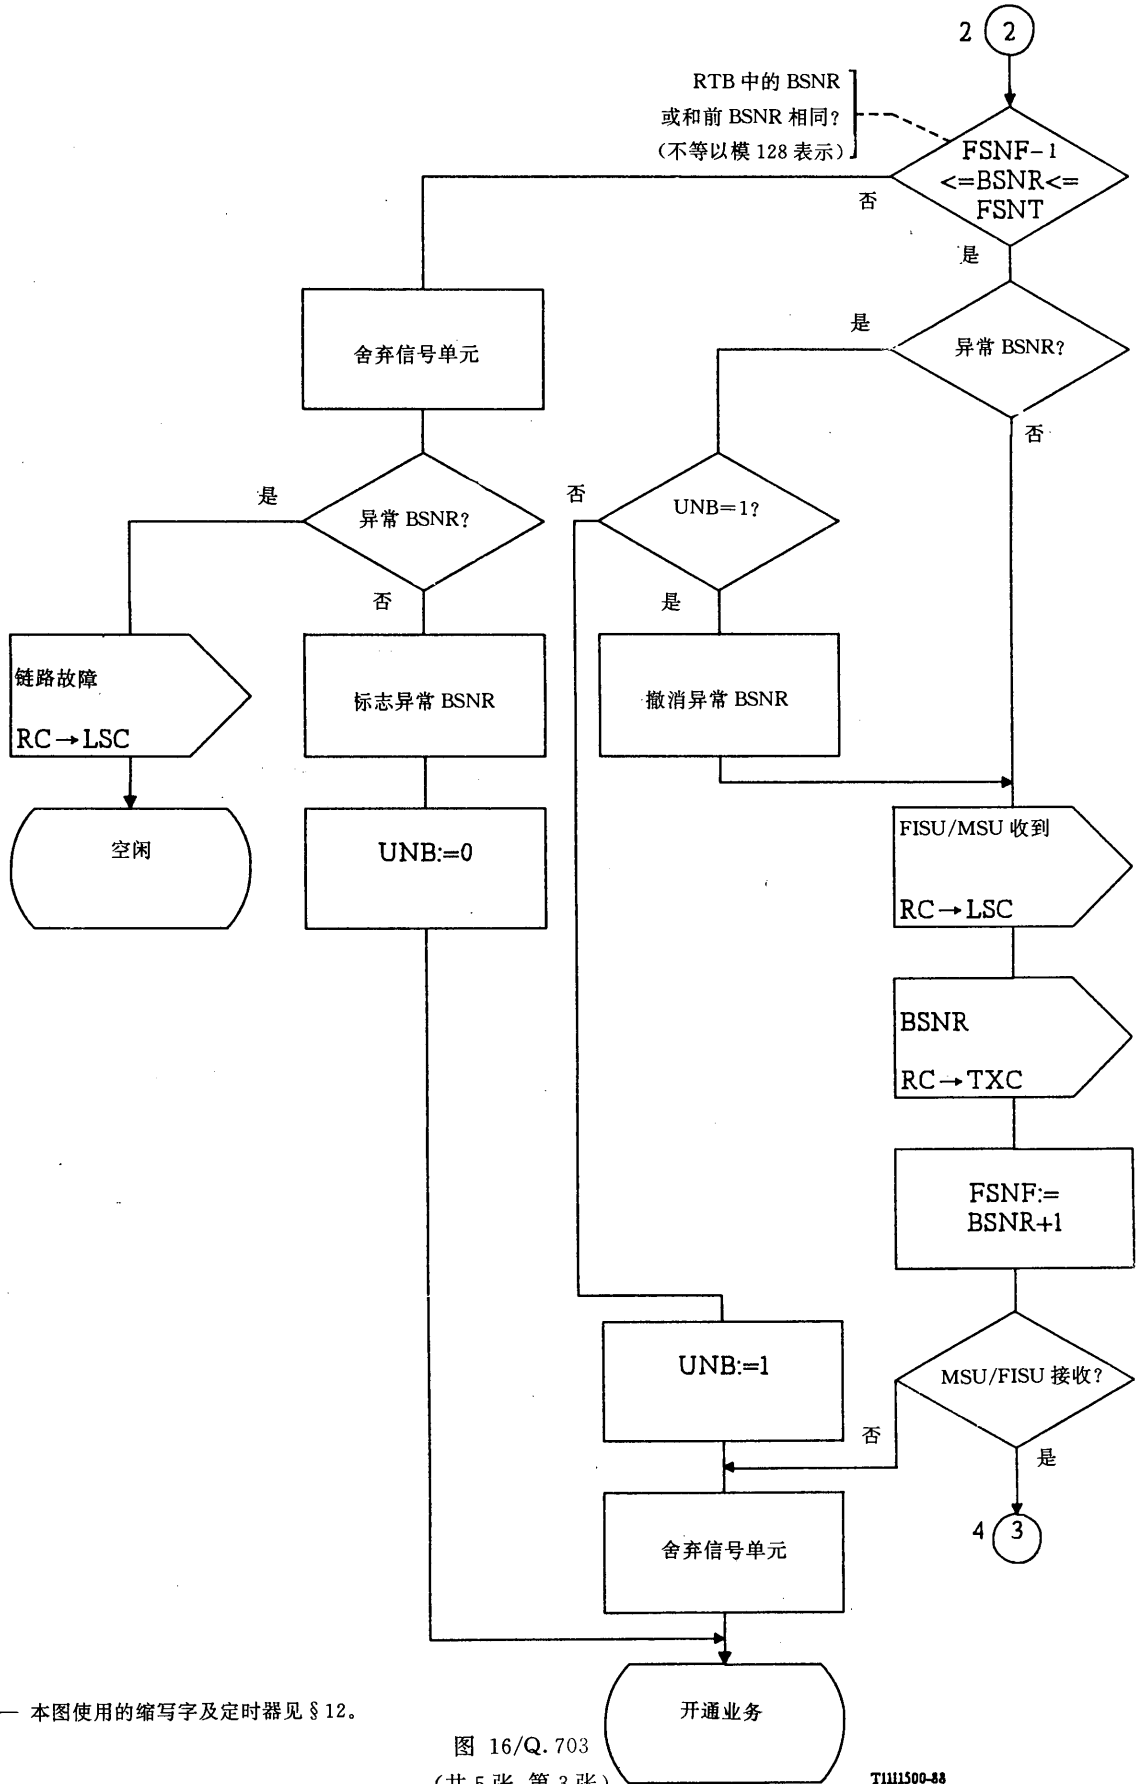 2
2
RTB 中的 BSNR
或和前 BSNR 相同?
(不等以模 128 表示)
FSNF-1
<=BSNR<=
FSNT
否
是
舍弃信号单元
是
异常 BSNR?
否
是
异常 BSNR?
否
否
UNB=1?
是
链路故障
RC→LSC
标志异常 BSNR
撤消异常 BSNR
空闲
UNB:=0
FISU/MSU 收到
RC→LSC
BSNR
RC→TXC
FSNF:=
BSNR+1
UNB:=1
MSU/FISU 接收?
否
是
舍弃信号单元
4
3
开通业务
— 本图使用的缩写字及定时器见 § 12。
图 16/Q.703
(共 5 张 第 3 张)
T1111500-88